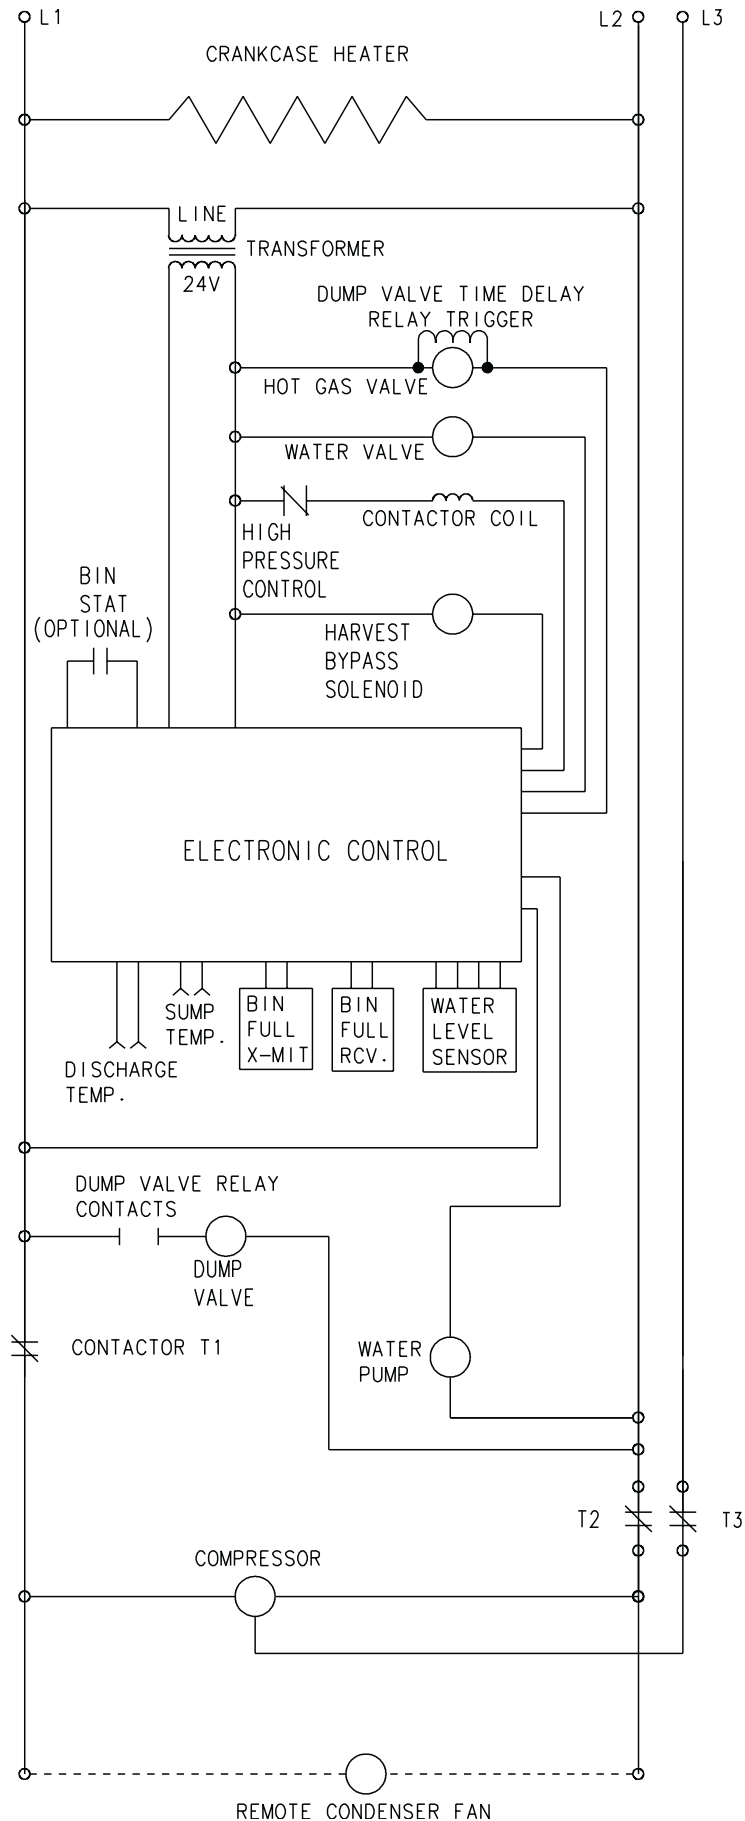 L1
L2
L3
CRANKCASE HEATER
LINE
TRANSFORMER
24V
DUMP VALVE TIME DELAY
RELAY TRIGGER
HOT GAS VALVE
WATER VALVE
CONTACTOR COIL
HIGH
PRESSURE
CONTROL
BIN
STAT
(OPTIONAL)
HARVEST
BYPASS
SOLENOID
ELECTRONIC CONTROL
DISCHARGE
TEMP.
SUMP
TEMP.
BIN
FULL
X-MIT
BIN
FULL
RCV.
WATER
LEVEL
SENSOR
DUMP VALVE RELAY
CONTACTS
DUMP
VALVE
CONTACTOR T1
WATER
PUMP
T2
T3
COMPRESSOR
REMOTE CONDENSER FAN